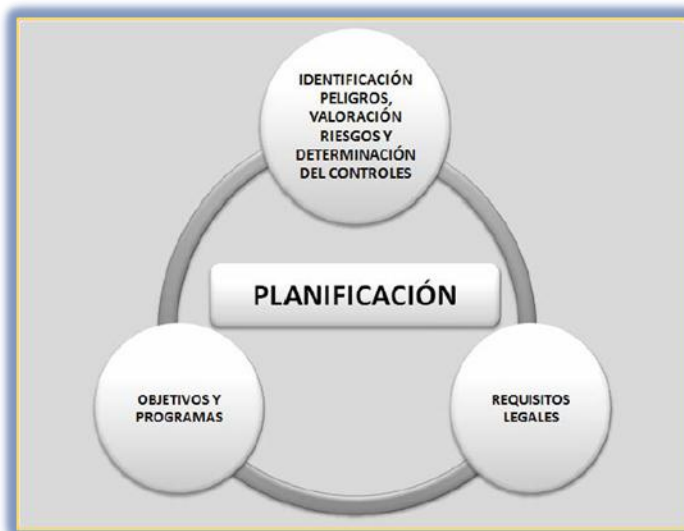 IDENTIFICACIÓN
PELIGROS,
VALORACIÓN
RIESGOS Y
DETERMINACIÓN
DEL CONTROLES
PLANIFICACIÓN
OBJETIVOS Y
PROGRAMAS
REQUISITOS
LEGALES